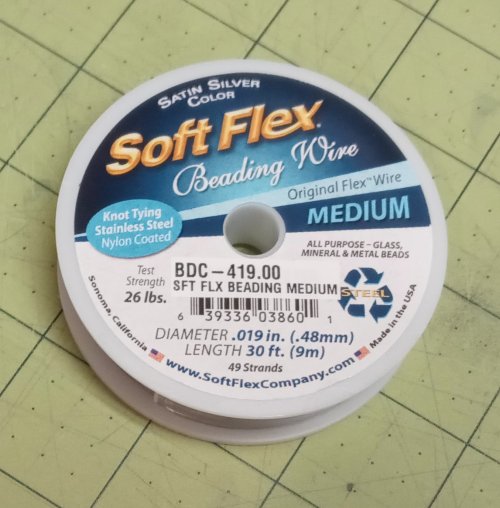 SATIN SILVER
COLOR
Soft Flex®
Beading Wire
Original Flex™ Wire
MEDIUM
Knot Tying
Stainless Steel
Nylon Coated
ALL PURPOSE – GLASS,
MINERAL & METAL BEADS
Test
Strength
26 lbs.
BDC-419.00
SFT FLX BEADING MEDIUM
STEEL
6 39336 03860 1
DIAMETER .019 in. (.48mm)
LENGTH 30 ft. (9m)
49 Strands
Sonoma, California
www.SoftFlexCompany.com
Made in the USA